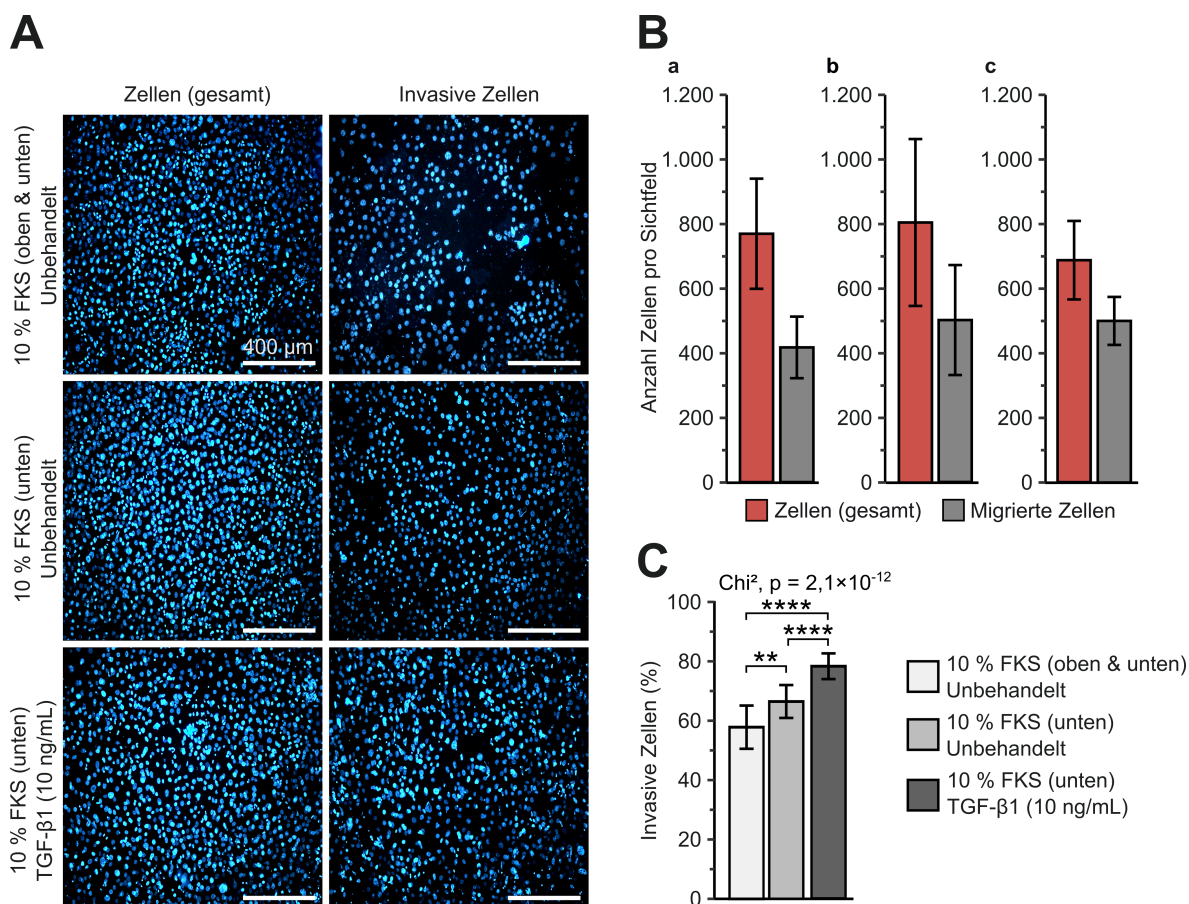 A
Zellen (gesamt)
Invasive Zellen
10 % FKS (oben & unten)
Unbehandelt
400 µm
10 % FKS (unten)
Unbehandelt
10 % FKS (unten)
TGF-β1 (10 ng/mL)
B
a
b
c
Anzahl Zellen pro Sichtfeld
1.200
1.000
800
600
400
200
0
1.200
1.000
800
600
400
200
0
1.200
1.000
800
600
400
200
0
Zellen (gesamt)
Migrierte Zellen
C
Chi², p = 2,1×10⁻¹²
Invasive Zellen (%)
100
80
60
40
20
0
****
****
**
10 % FKS (oben & unten)
Unbehandelt
10 % FKS (unten)
Unbehandelt
10 % FKS (unten)
TGF-β1 (10 ng/mL)